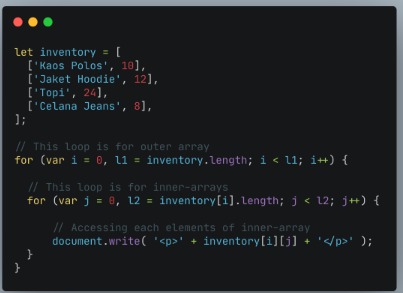 let inventory = [
  ['Kaos Polos', 10],
  ['Jaket Hoodie', 12],
  ['Topi', 24],
  ['Celana Jeans', 8],
];
// This loop is for outer array
for (var i = 0, l1 = inventory.length; i < l1; i++) {
  // This loop is for inner-arrays
  for (var j = 0, l2 = inventory[i].length; j < l2; j++) {
      // Accessing each elements of inner-array
      document.write( '<p>' + inventory[i][j] + '</p>' );
  }
}